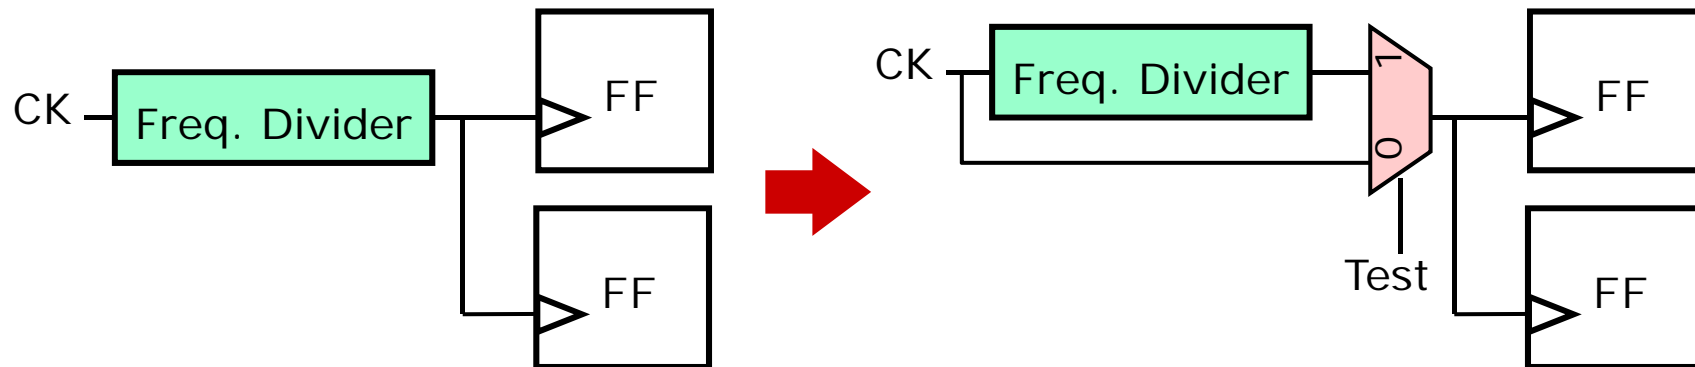 CK
Freq. Divider
FF
FF
CK
Freq. Divider
1
0
Test
FF
FF